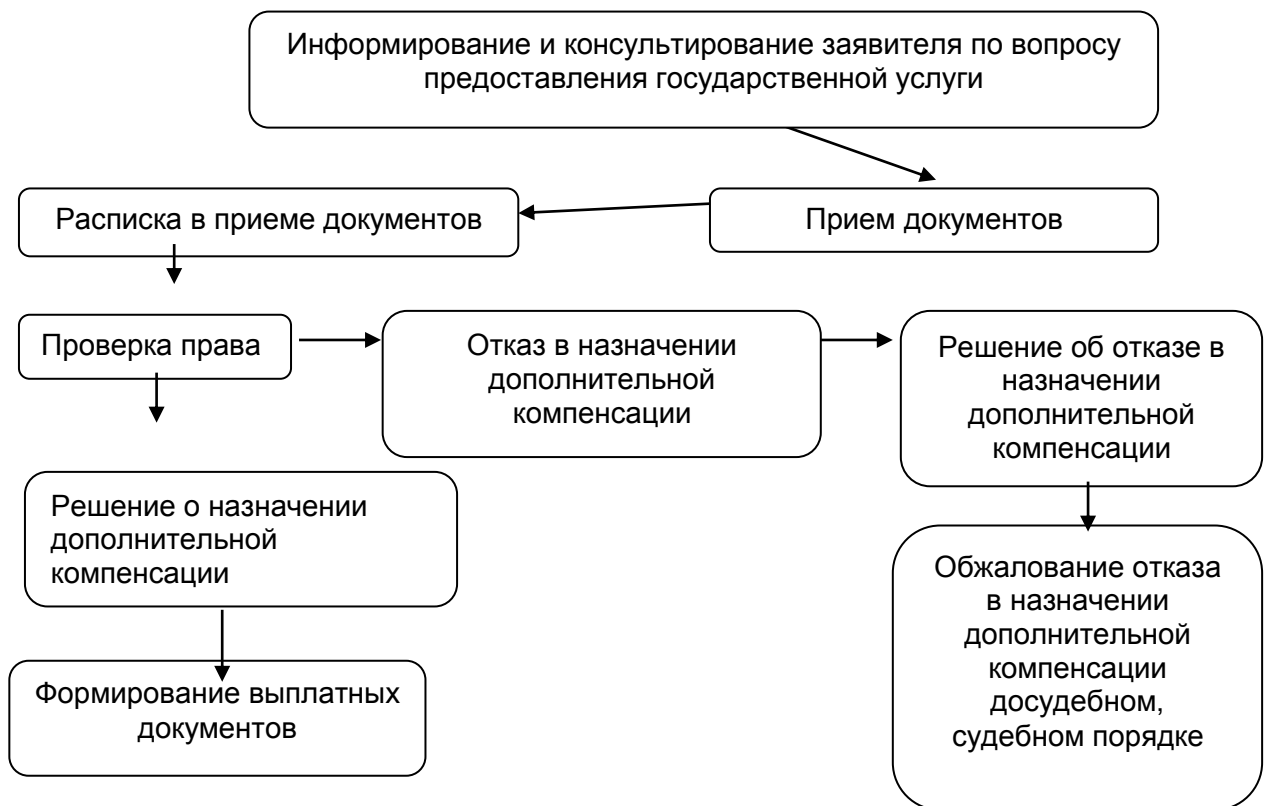 Информирование и консультирование заявителя по вопросу
предоставления государственной услуги
Расписка в приеме документов
Прием документов
Проверка права
Отказ в назначении
дополнительной
компенсации
Решение об отказе в
назначении
дополнительной
компенсации
Решение о назначении
дополнительной
компенсации
Обжалование отказа
в назначении
дополнительной
компенсации
досудебном,
судебном порядке
Формирование выплатных
документов